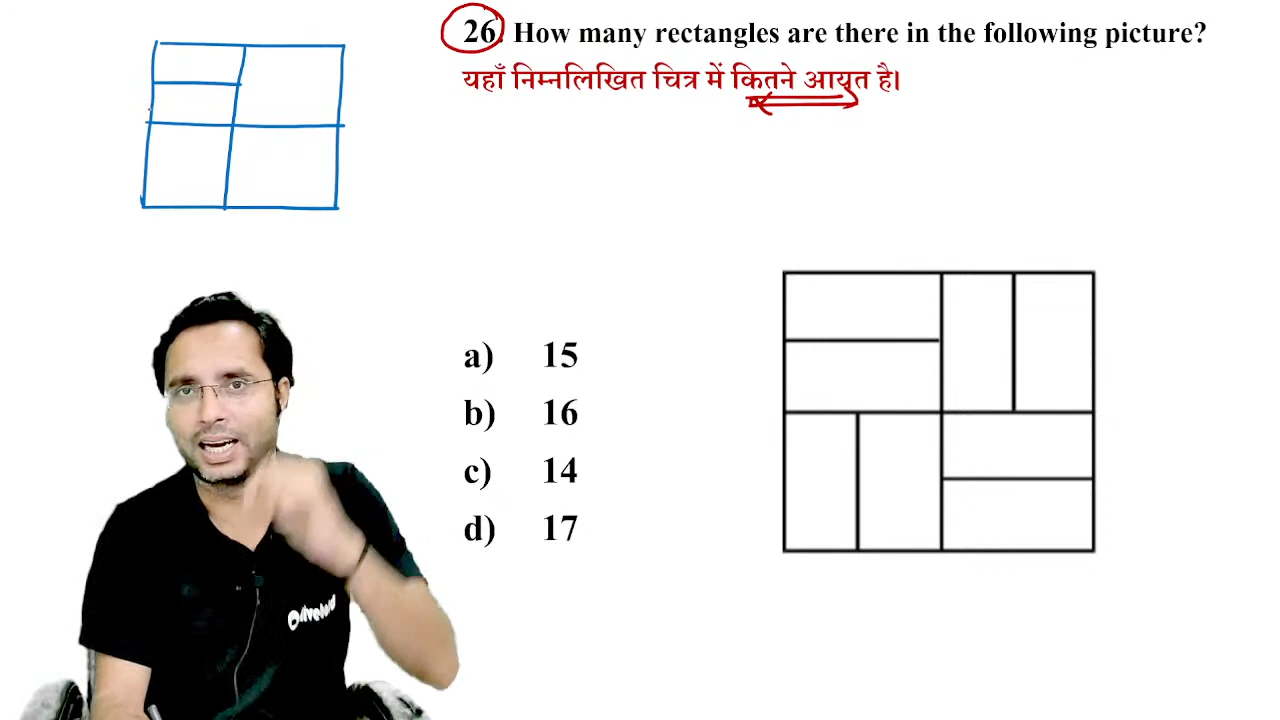 26. How many rectangles are there in the following picture?
यहाँ निम्नलिखित चित्र में कितने आयत है।
a) 15
b) 16
c) 14
d) 17